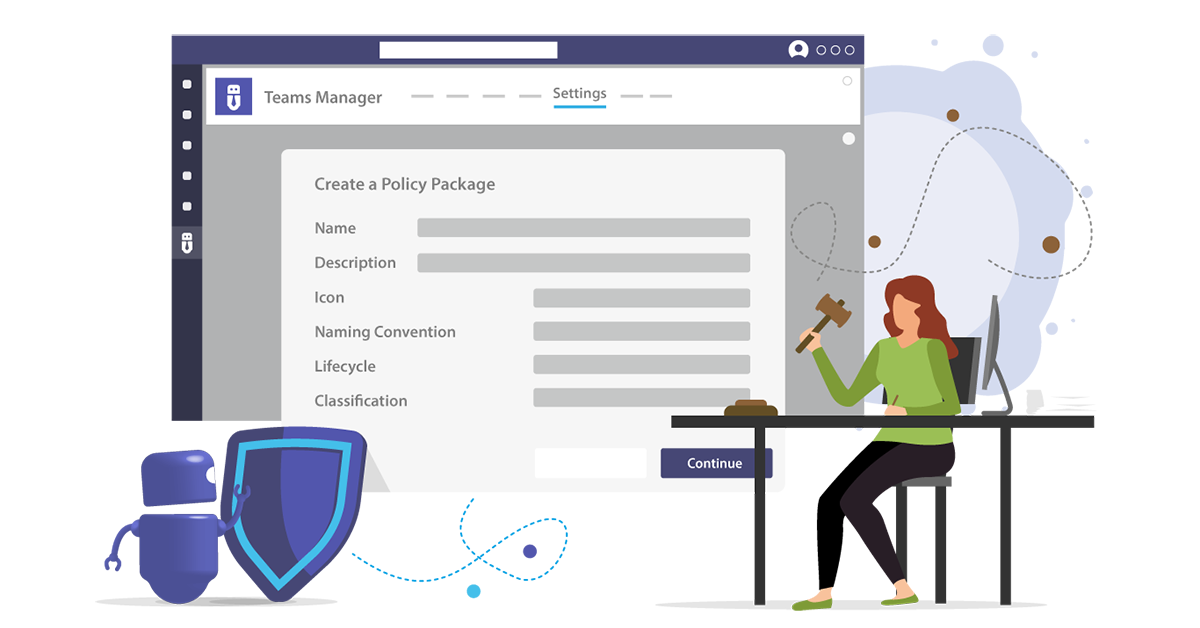 Teams Manager
Settings
Create a Policy Package
Name
Description
Icon
Naming Convention
Lifecycle
Classification
Continue